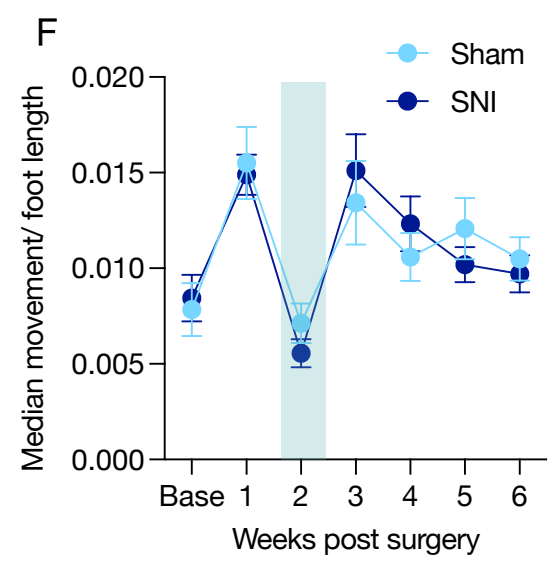 F
Sham
SNI
Median movement/ foot length
0.020
0.015
0.010
0.005
0.000
Base 1 2 3 4 5 6
Weeks post surgery